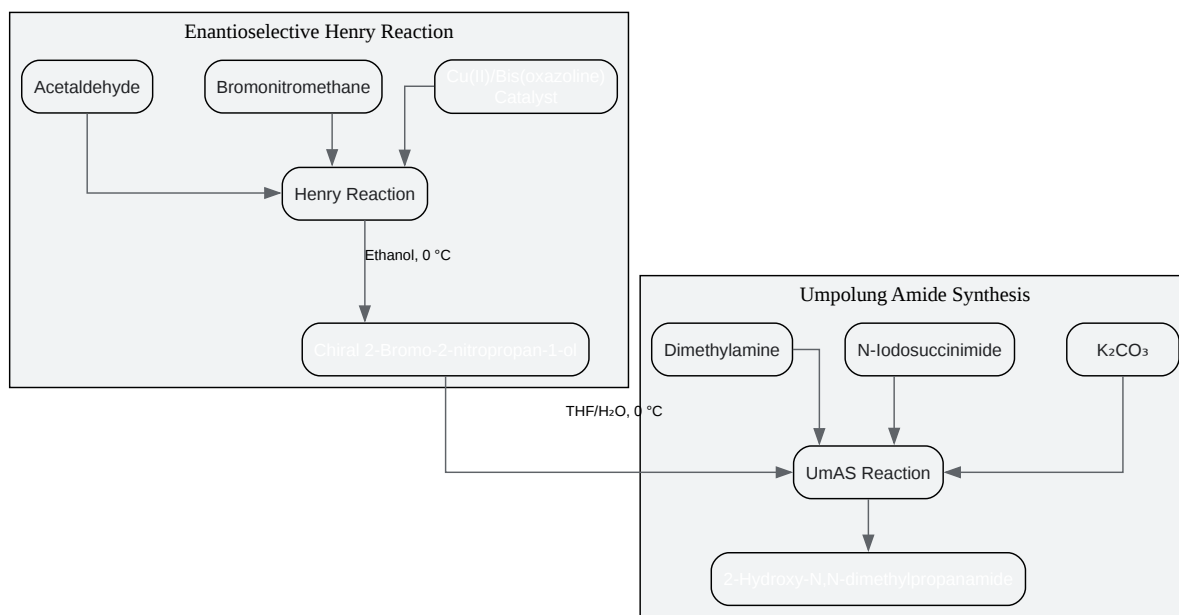 Enantioselective Henry Reaction
Acetaldehyde
Bromonitromethane
Cu(II)/Bis(oxazoline)
Catalyst
Henry Reaction
Ethanol, 0 °C
Chiral 2-Bromo-2-nitropropan-1-ol
Umpolung Amide Synthesis
Dimethylamine
N-Iodosuccinimide
K₂CO₃
THF/H₂O, 0 °C
UmAS Reaction
2-Hydroxy-N,N-dimethylpropanamide